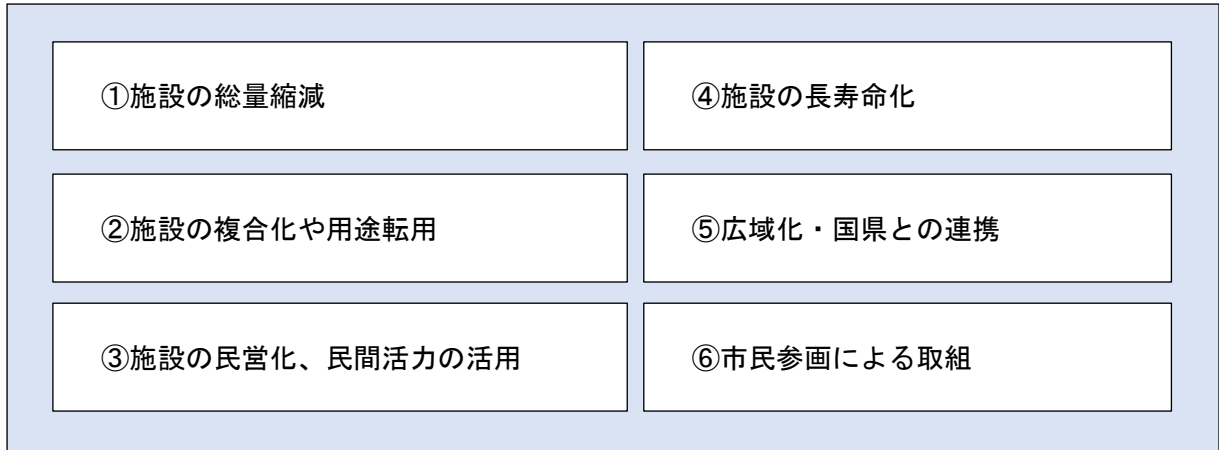 ①施設の総量縮減
②施設の複合化や用途転用
③施設の民営化、民間活力の活用
④施設の長寿命化
⑤広域化・国県との連携
⑥市民参画による取組